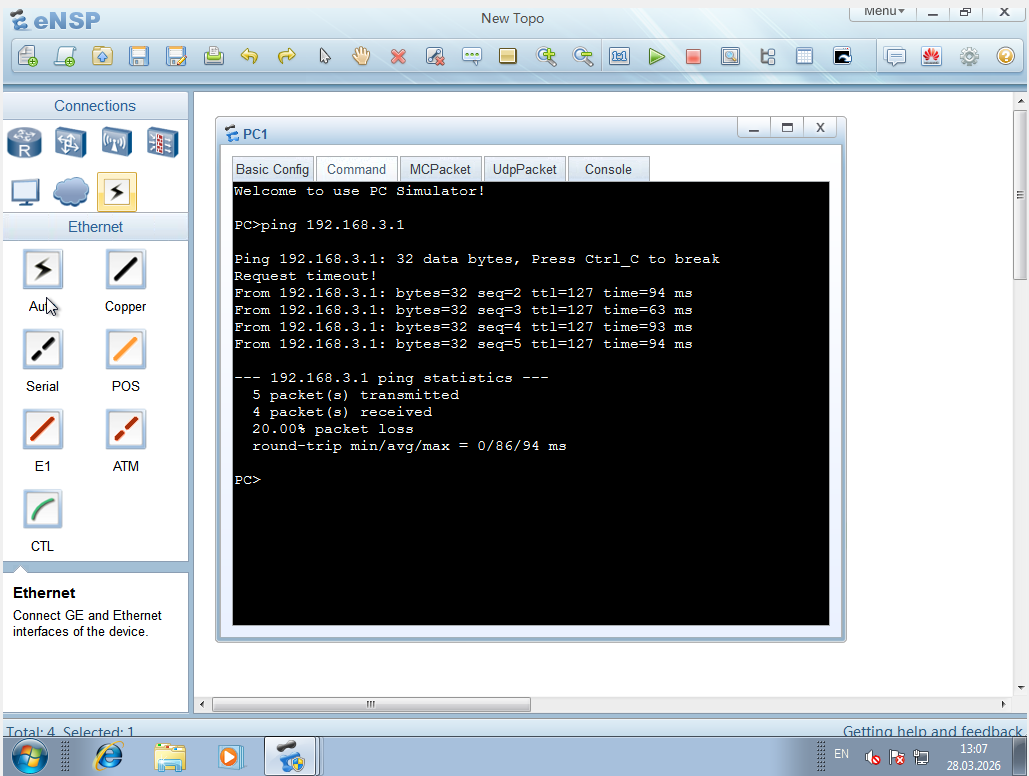 eNSP
New Topo
Menu
Connections
R
Ethernet
Auto
Copper
Serial
POS
E1
ATM
CTL
Ethernet
Connect GE and Ethernet
interfaces of the device.
PC1
Basic Config
Command
MCPacket
UdpPacket
Console
Welcome to use PC Simulator!
PC>ping 192.168.3.1
Ping 192.168.3.1: 32 data bytes, Press Ctrl_C to break
Request timeout!
From 192.168.3.1: bytes=32 seq=2 ttl=127 time=94 ms
From 192.168.3.1: bytes=32 seq=3 ttl=127 time=63 ms
From 192.168.3.1: bytes=32 seq=4 ttl=127 time=93 ms
From 192.168.3.1: bytes=32 seq=5 ttl=127 time=94 ms
--- 192.168.3.1 ping statistics ---
5 packet(s) transmitted
4 packet(s) received
20.00% packet loss
round-trip min/avg/max = 0/86/94 ms
PC>
Total: 4 Selected: 1
Getting help and feedback
EN
13:07
28.03.2026